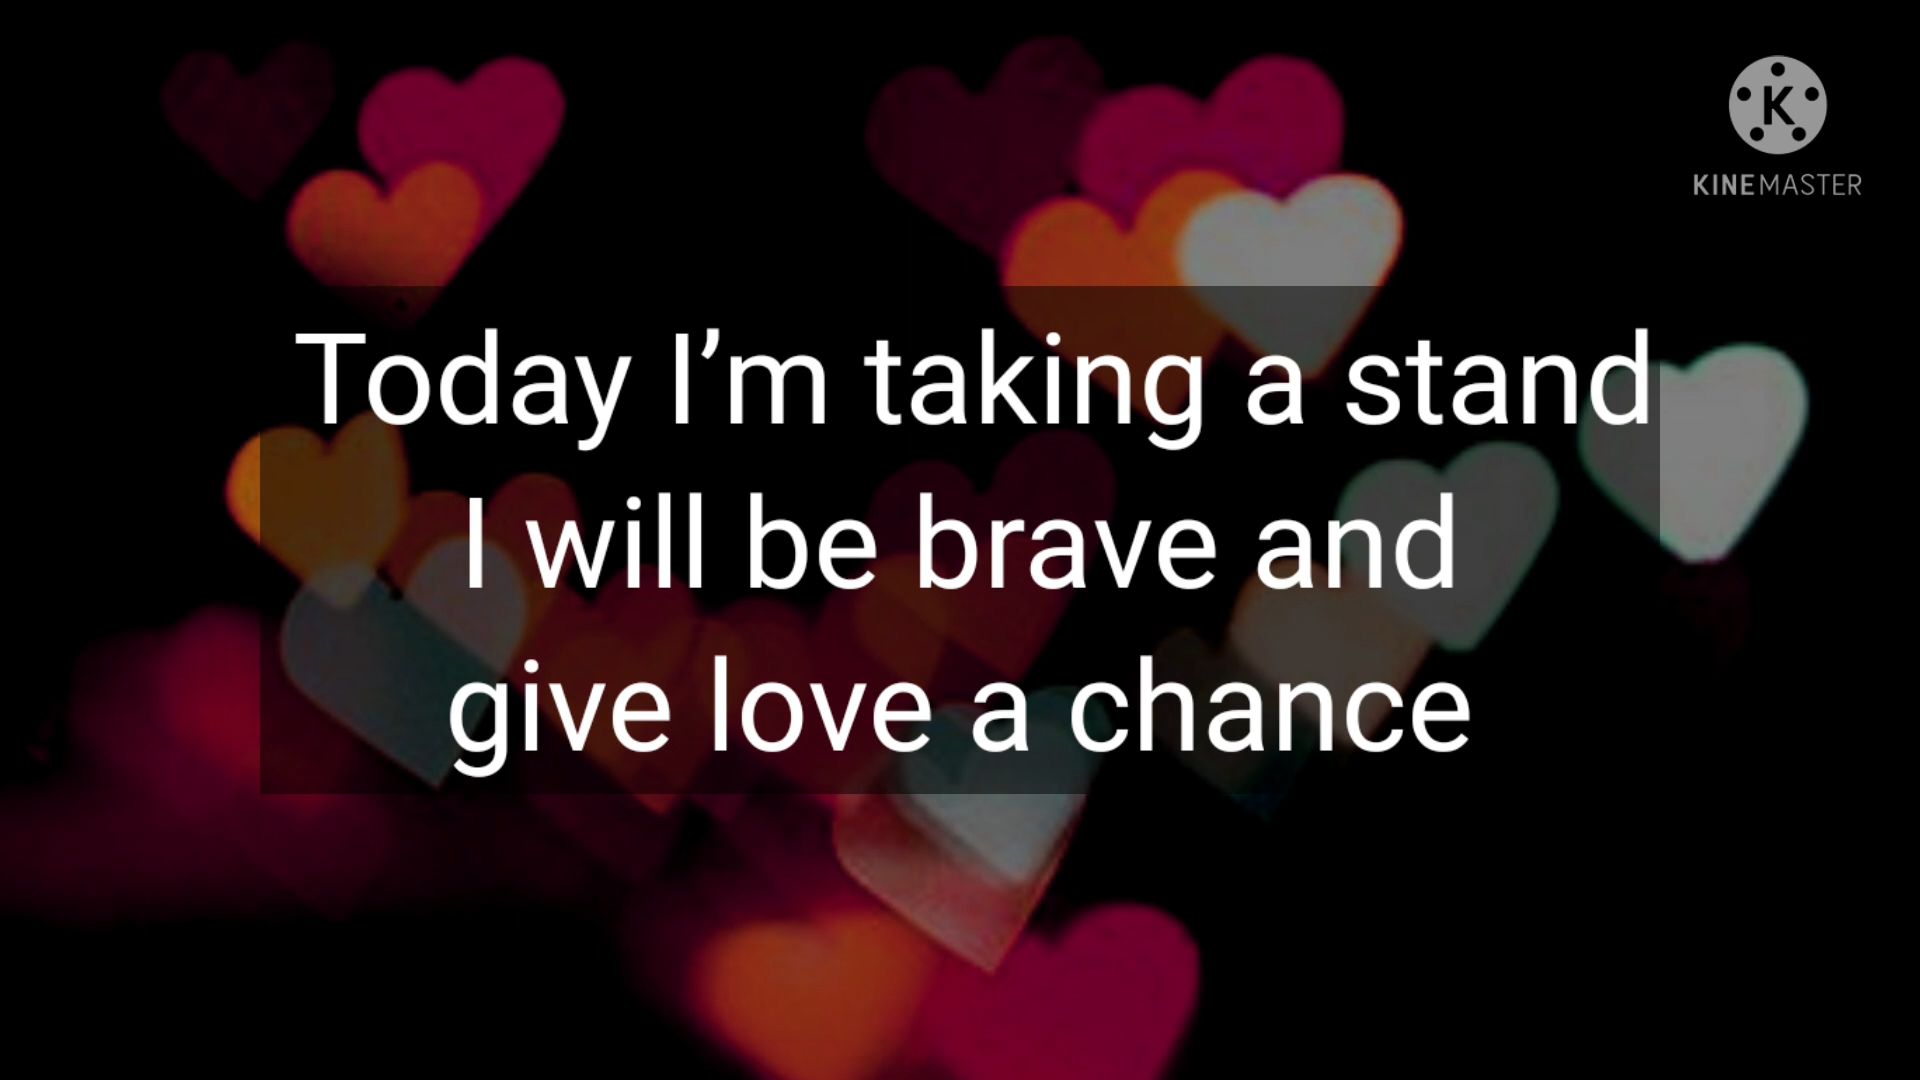 K
KINEMASTER
Today I’m taking a stand
I will be brave and
give love a chance